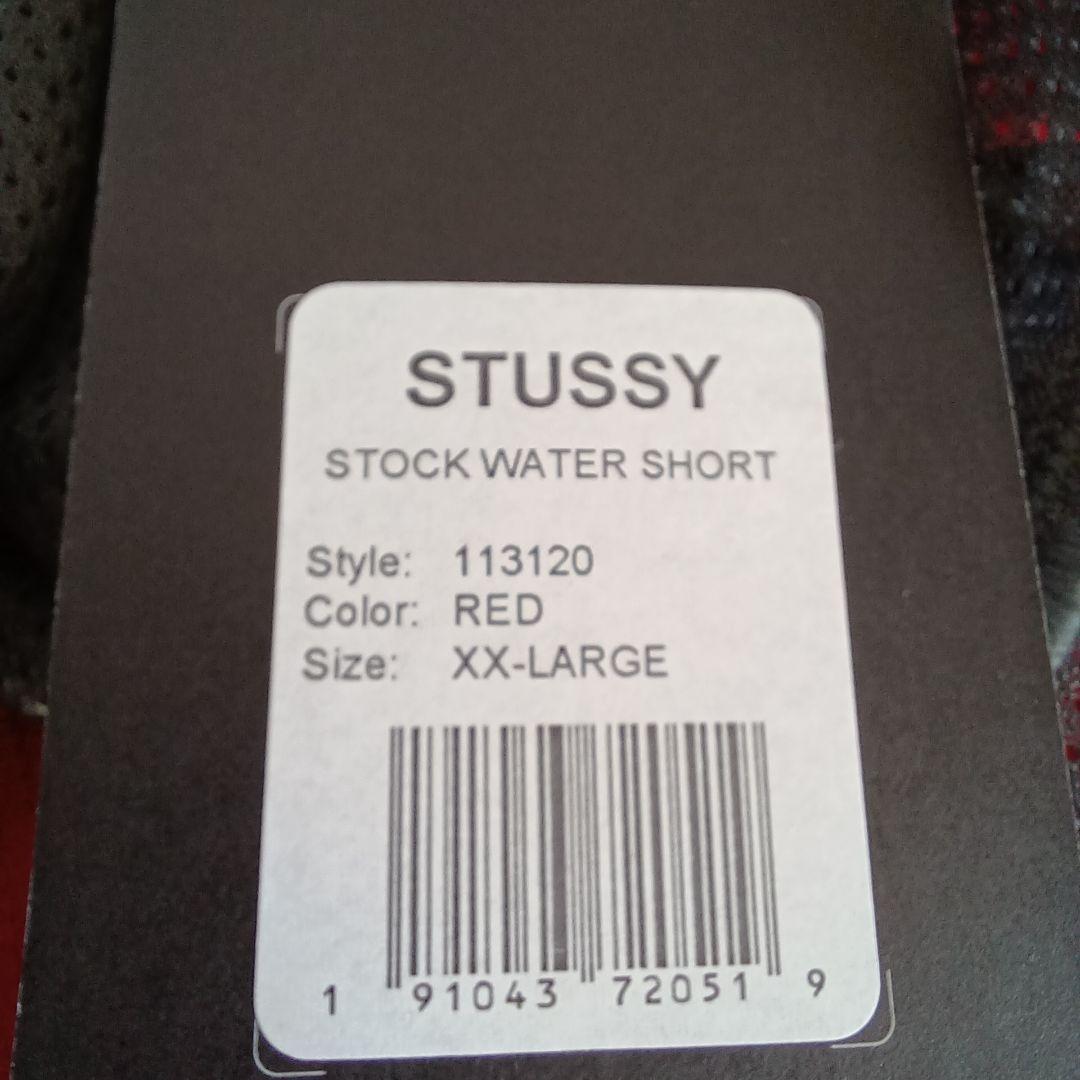 STUSSY
STOCK WATER SHORT
Style: 113120
Color: RED
Size: XX-LARGE
1 91043 72051 9